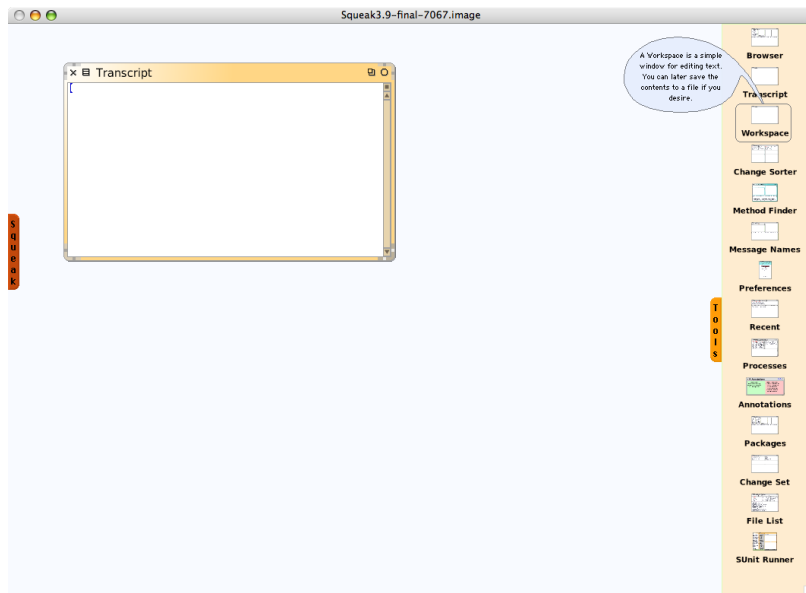 Squeak3.9-final-7067.image
Transcript
A Workspace is a simple
window for editing text.
You can later save the
contents to a file if you
desire.
Squeak
Tools
Browser
Transcript
Workspace
Change Sorter
Method Finder
Message Names
Preferences
Recent
Processes
Annotations
Packages
Change Set
File List
SUnit Runner